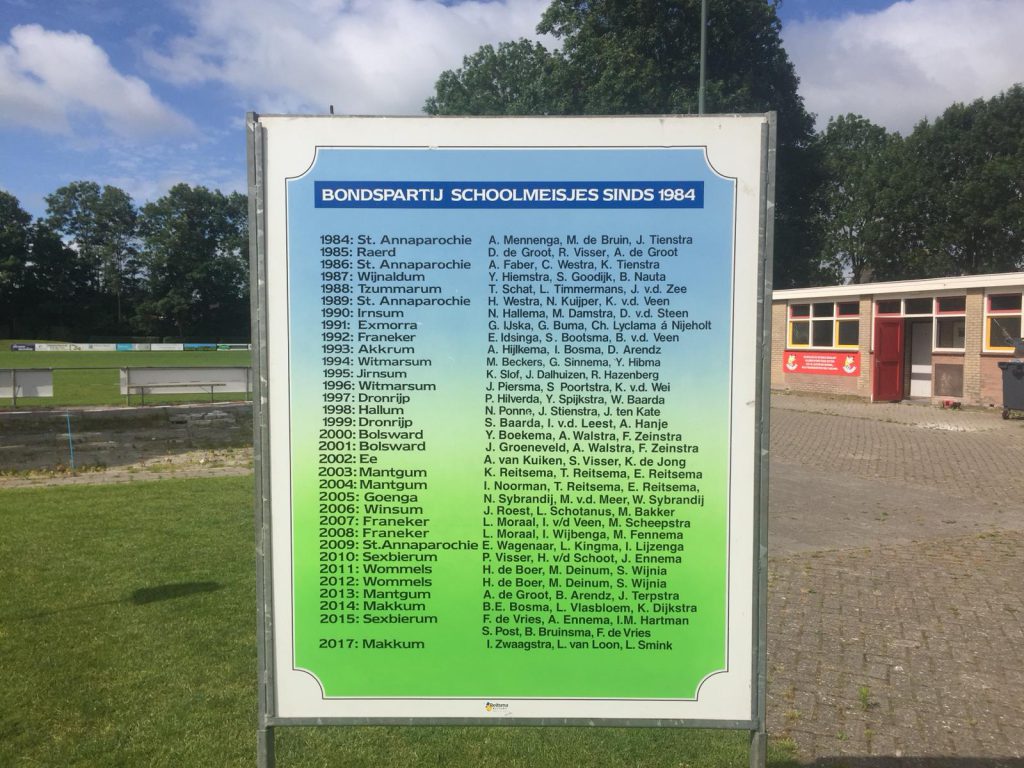 BONDSPARTIJ SCHOOLMEISJES SINDS 1984
1984: St. Annaparochie A. Mennenga, M. de Bruin, J. Tienstra
1985: Raerd D. de Groot, R. Visser, A. de Groot
1986: St. Annaparochie A. Faber, C. Westra, K. Tienstra
1987: Wijnaldum Y. Hiemstra, S. Goodijk, B. Nauta
1988: Tzummarum T. Schat, L. Timmermans, J. v.d. Zee
1989: St. Annaparochie H. Westra, N. Kuijper, K. v.d. Veen
1990: Irnsum N. Hallema, M. Damstra, D. v.d. Steen
1991: Exmorra G. IJska, G. Buma, Ch. Lyclama á Nijeholt
1992: Franeker E. Idsinga, S. Bootsma, B. v.d. Veen
1993: Akkrum A. Hijlkema, I. Bosma, D. Arendz
1994: Witmarsum M. Beckers, G. Sinnema, Y. Hibma
1995: Jirnsum K. Slof, J. Dalhuizen, R. Hazenberg
1996: Witmarsum J. Piersma, S Poortstra, K. v.d. Wei
1997: Dronrijp P. Hilverda, Y. Spijkstra, W. Baarda
1998: Hallum N. Ponne, J. Stienstra, J. ten Kate
1999: Dronrijp S. Baarda, I. v.d. Leest, A. Hanje
2000: Bolsward Y. Boekema, A. Walstra, F. Zeinstra
2001: Bolsward J. Groeneveld, A. Walstra, F. Zeinstra
2002: Ee A. van Kuiken, S. Visser, K. de Jong
2003: Mantgum K. Reitsema, T. Reitsema, E. Reitsema
2004: Mantgum I. Noorman, T. Reitsema, E. Reitsema,
2005: Goenga N. Sybrandij, M. v.d. Meer, W. Sybrandij
2006: Winsum J. Roest, L. Schotanus, M. Bakker
2007: Franeker L. Moraal, I. v/d Veen, M. Scheepstra
2008: Franeker L. Moraal, I. Wijbenga, M. Fennema
2009: St.Annaparochie E. Wagenaar, L. Kingma, I. Lijzenga
2010: Sexbierum P. Visser, H. v/d Schoot, J. Ennema
2011: Wommels H. de Boer, M. Deinum, S. Wijnia
2012: Wommels H. de Boer, M. Deinum, S. Wijnia
2013: Mantgum A. de Groot, B. Arendz, J. Terpstra
2014: Makkum B.E. Bosma, L. Vlasbloem, K. Dijkstra
2015: Sexbierum F. de Vries, A. Ennema, I.M. Hartman
S. Post, B. Bruinsma, F. de Vries
2017: Makkum I. Zwaagstra, L. van Loon, L. Smink
Reitsma